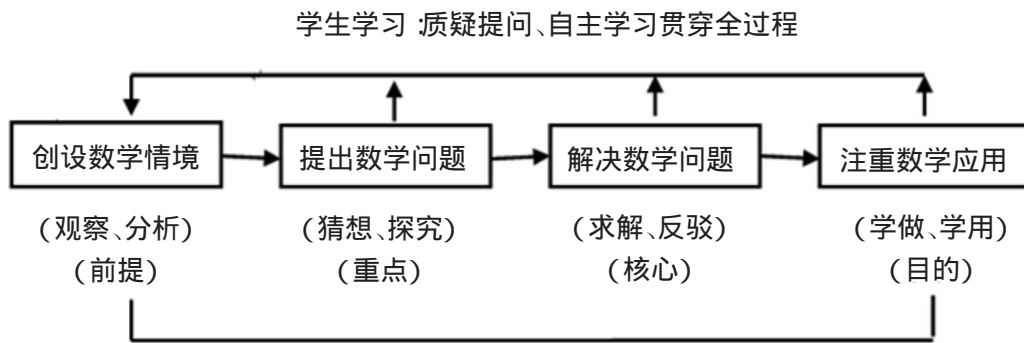 学生学习：质疑提问、自主学习贯穿全过程
创设数学情境 提出数学问题 解决数学问题 注重数学应用
（观察、分析） （猜想、探究） （求解、反驳） （学做、学用）
（前提） （重点） （核心） （目的）